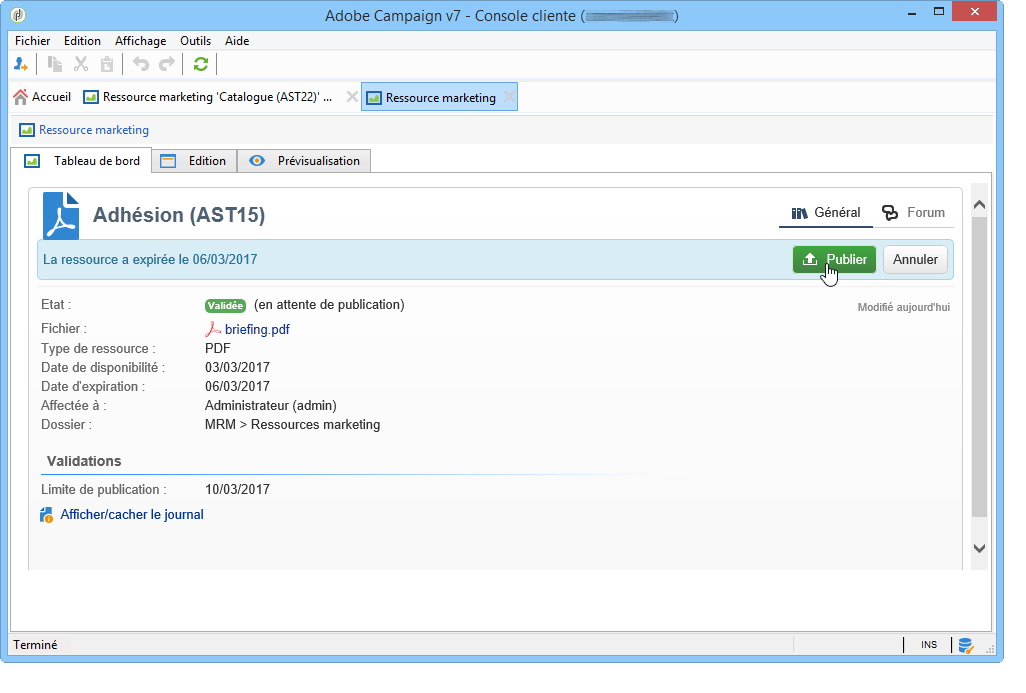 Adobe Campaign v7 - Console cliente ( )
Fichier Edition Affichage Outils Aide
Accueil Ressource marketing 'Catalogue (AST22)' ... Ressource marketing
Ressource marketing
Tableau de bord Edition Prévisualisation
Adhésion (AST15) Général Forum
La ressource a expirée le 06/03/2017 Publier Annuler
Etat : Validée (en attente de publication) Modifié aujourd'hui
Fichier : briefing.pdf
Type de ressource : PDF
Date de disponibilité : 03/03/2017
Date d'expiration : 06/03/2017
Affectée à : Administrateur (admin)
Dossier : MRM > Ressources marketing
Validations
Limite de publication : 10/03/2017
Afficher/cacher le journal
Terminé INS